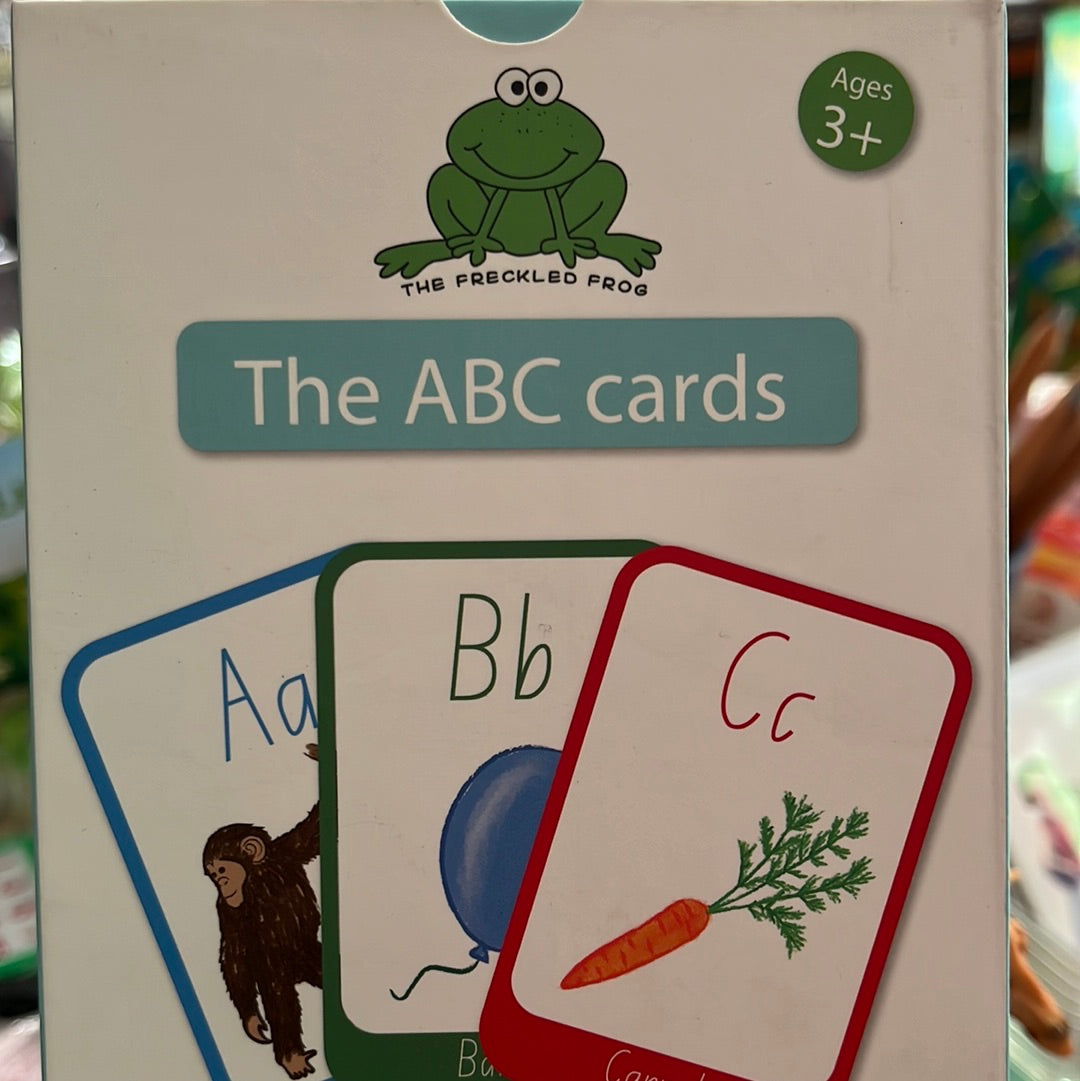 Ages
3+
THE FRECKLED FROG
The ABC cards
Aa
Bb
Cc